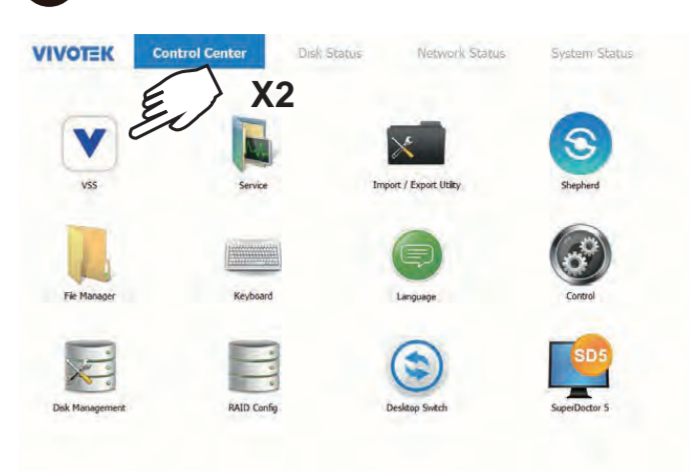 VIVOTEK Control Center Disk Status Network Status System Status
X2
VSS Service Import / Export Utility Shepherd
File Manager Keyboard Language Control
SD5
Disk Management RAID Config Desktop Switch SuperDoctor 5